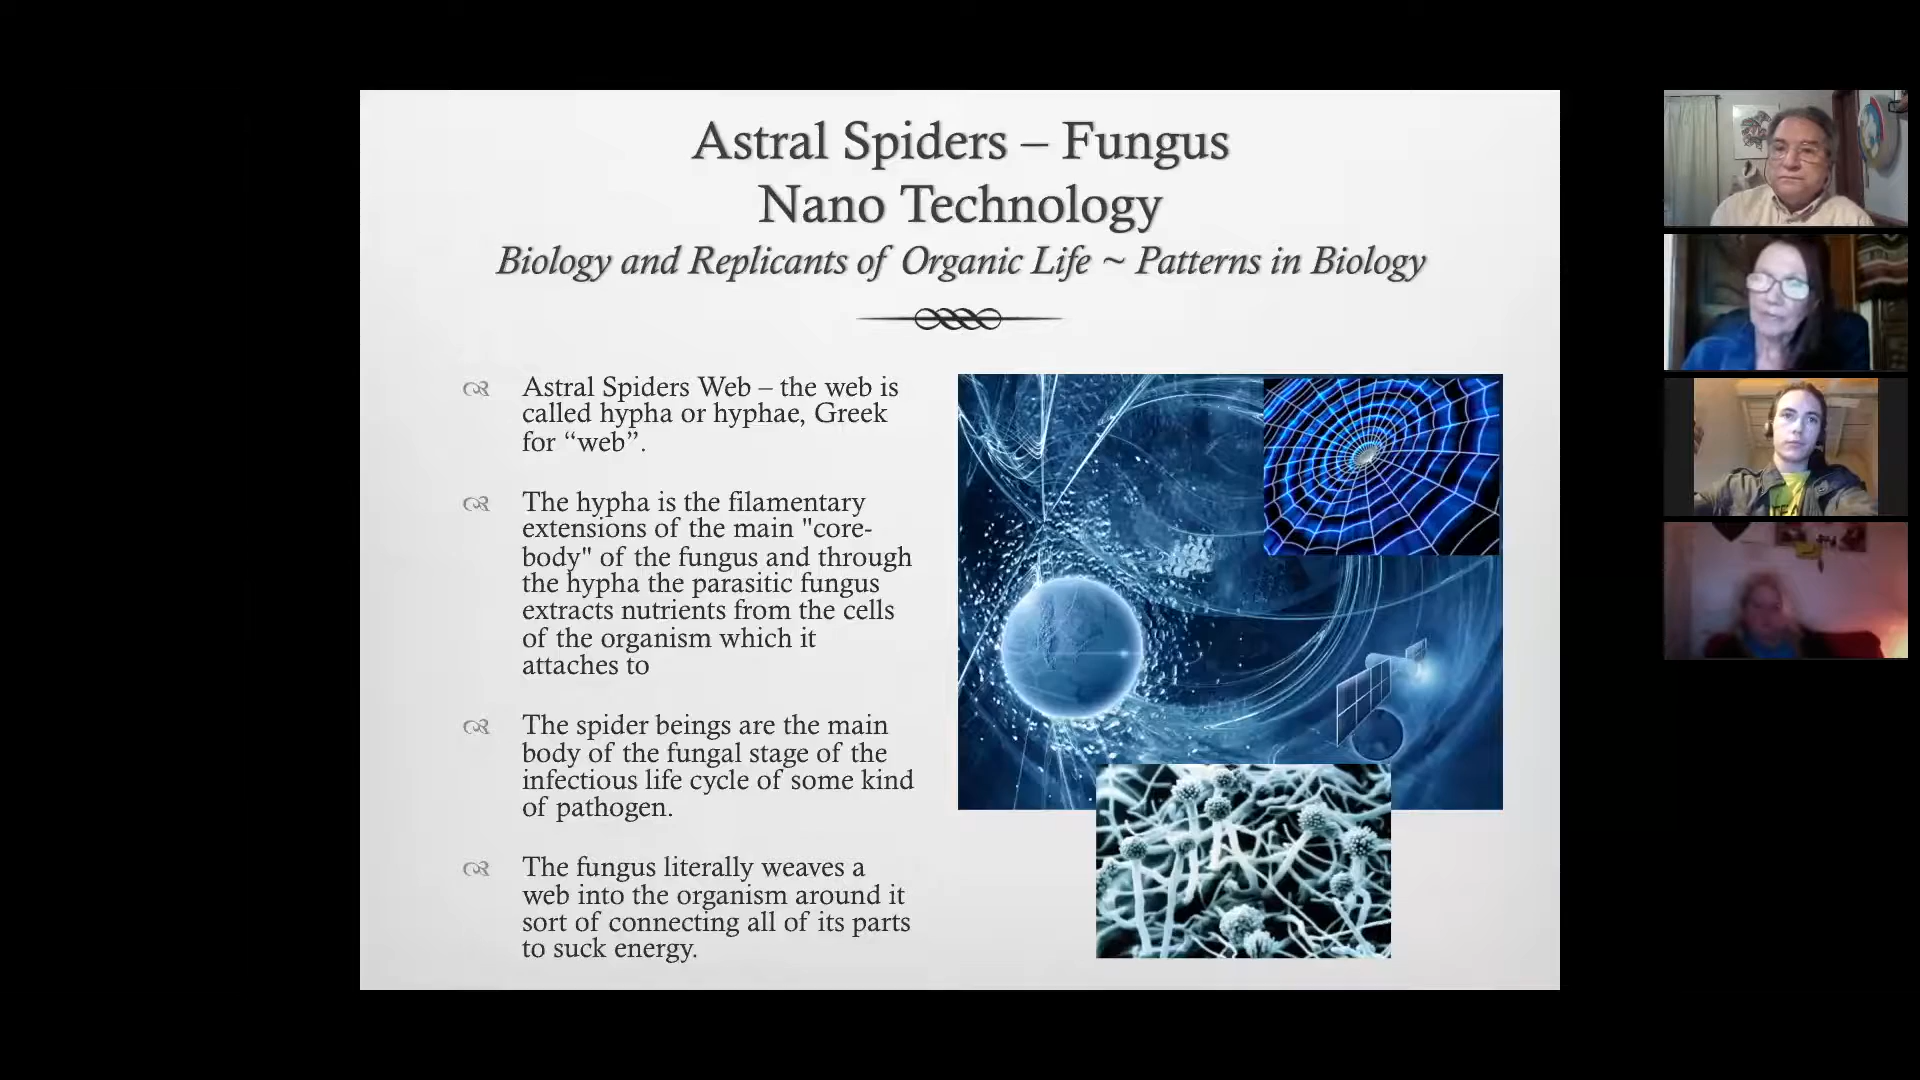 Astral Spiders – Fungus
Nano Technology
Biology and Replicants of Organic Life ~ Patterns in Biology
Astral Spiders Web – the web is
called hypha or hyphae, Greek
for “web”.
The hypha is the filamentary
extensions of the main "core-
body" of the fungus and through
the hypha the parasitic fungus
extracts nutrients from the cells
of the organism which it
attaches to
The spider beings are the main
body of the fungal stage of the
infectious life cycle of some kind
of pathogen.
The fungus literally weaves a
web into the organism around it
sort of connecting all of its parts
to suck energy.